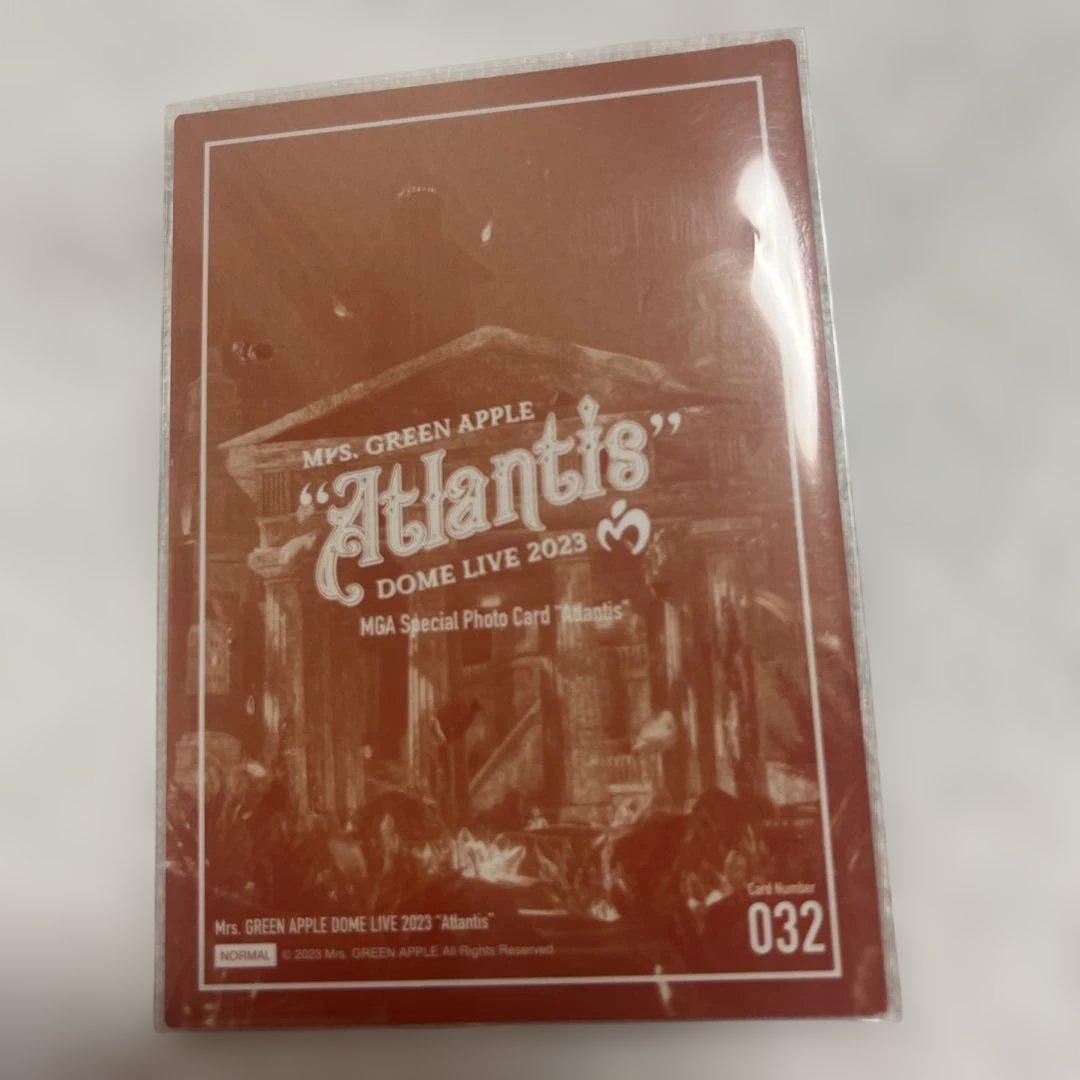 Mrs. GREEN APPLE
“Atlantis”
DOME LIVE 2023
MGA Special Photo Card "Atlantis"
Card Number
032
Mrs. GREEN APPLE DOME LIVE 2023 "Atlantis"
NORMAL © 2023 Mrs. GREEN APPLE All Rights Reserved.